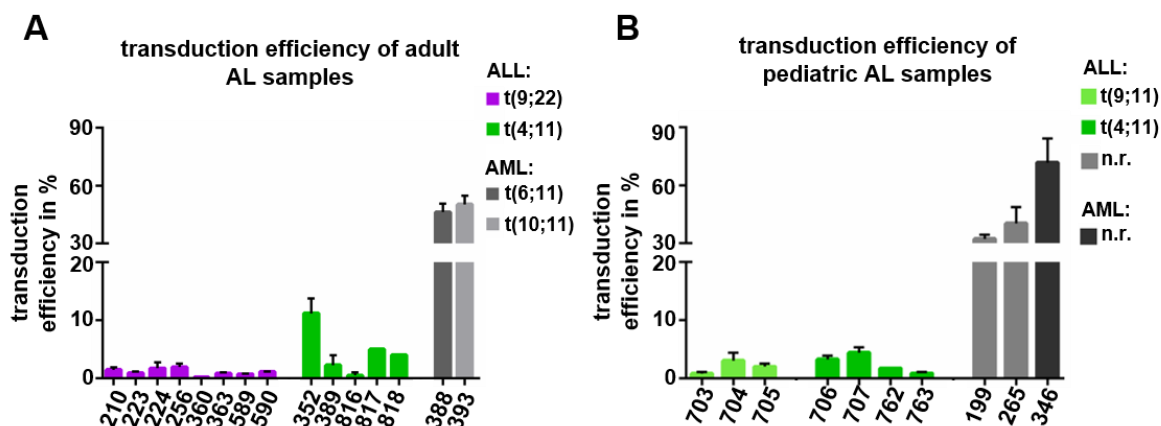 A
transduction efficiency of adult
AL samples
ALL:
t(9;22)
t(4;11)
AML:
t(6;11)
t(10;11)
transduction
efficiency in %
90
60
30
20
10
0
210 223 224 256 360 363 589 590 352 389 816 817 818 388 393
B
transduction efficiency of
pediatric AL samples
ALL:
t(9;11)
t(4;11)
n.r.
AML:
n.r.
transduction
efficiency in %
90
60
30
20
10
0
703 704 705 706 707 762 763 199 265 346